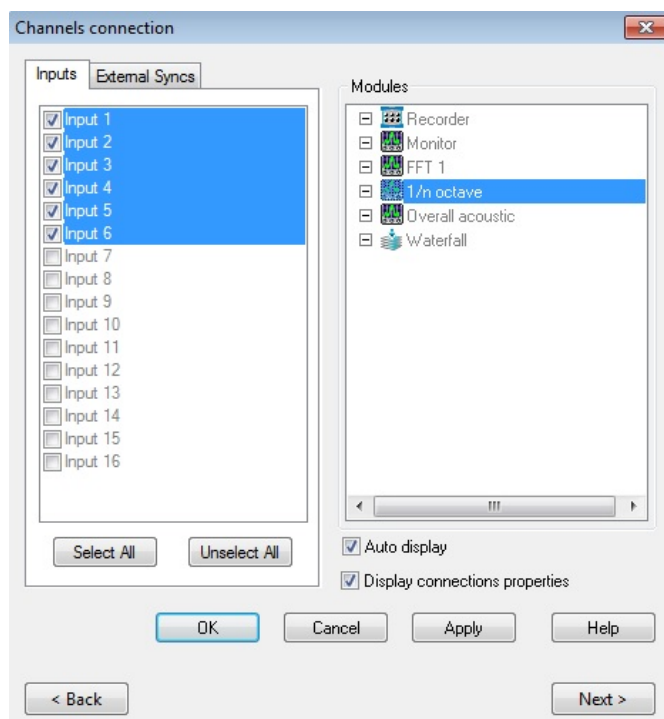 Channels connection
Inputs
External Syncs
Input 1
Input 2
Input 3
Input 4
Input 5
Input 6
Input 7
Input 8
Input 9
Input 10
Input 11
Input 12
Input 13
Input 14
Input 15
Input 16
Select All
Unselect All
Modules
Recorder
Monitor
FFT 1
1/n octave
Overall acoustic
Waterfall
Auto display
Display connections properties
OK
Cancel
Apply
Help
< Back
Next >